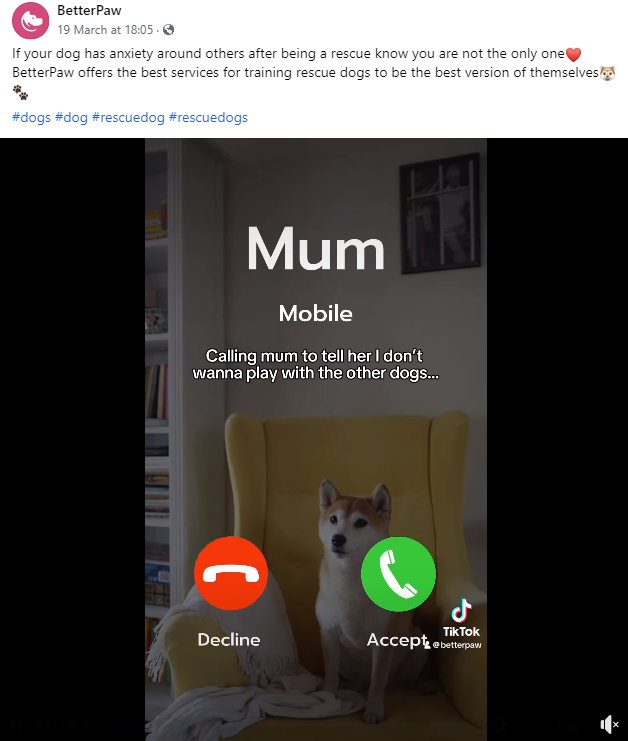 BetterPaw
19 March at 18:05 ·
If your dog has anxiety around others after being a rescue know you are not the only one❤️
BetterPaw offers the best services for training rescue dogs to be the best version of themselves🐕
🐾
#dogs #dog #rescuedog #rescuedogs
Mum
Mobile
Calling mum to tell her I don't
wanna play with the other dogs...
Decline
Accept
TikTok
@betterpaw